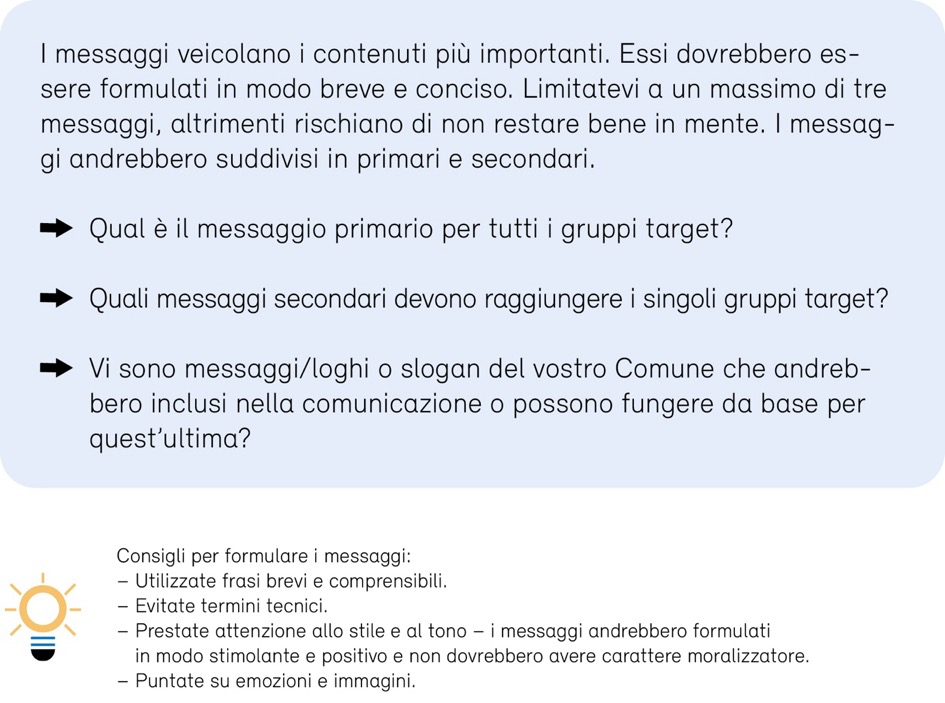 I messaggi veicolano i contenuti più importanti. Essi dovrebbero es-
sere formulati in modo breve e conciso. Limitatevi a un massimo di tre
messaggi, altrimenti rischiano di non restare bene in mente. I messag-
gi andrebbero suddivisi in primari e secondari.
Qual è il messaggio primario per tutti i gruppi target?
Quali messaggi secondari devono raggiungere i singoli gruppi target?
Vi sono messaggi/loghi o slogan del vostro Comune che andreb-
bero inclusi nella comunicazione o possono fungere da base per
quest'ultima?
Consigli per formulare i messaggi:
– Utilizzate frasi brevi e comprensibili.
– Evitate termini tecnici.
– Prestate attenzione allo stile e al tono – i messaggi andrebbero formulati
in modo stimolante e positivo e non dovrebbero avere carattere moralizzatore.
– Puntate su emozioni e immagini.